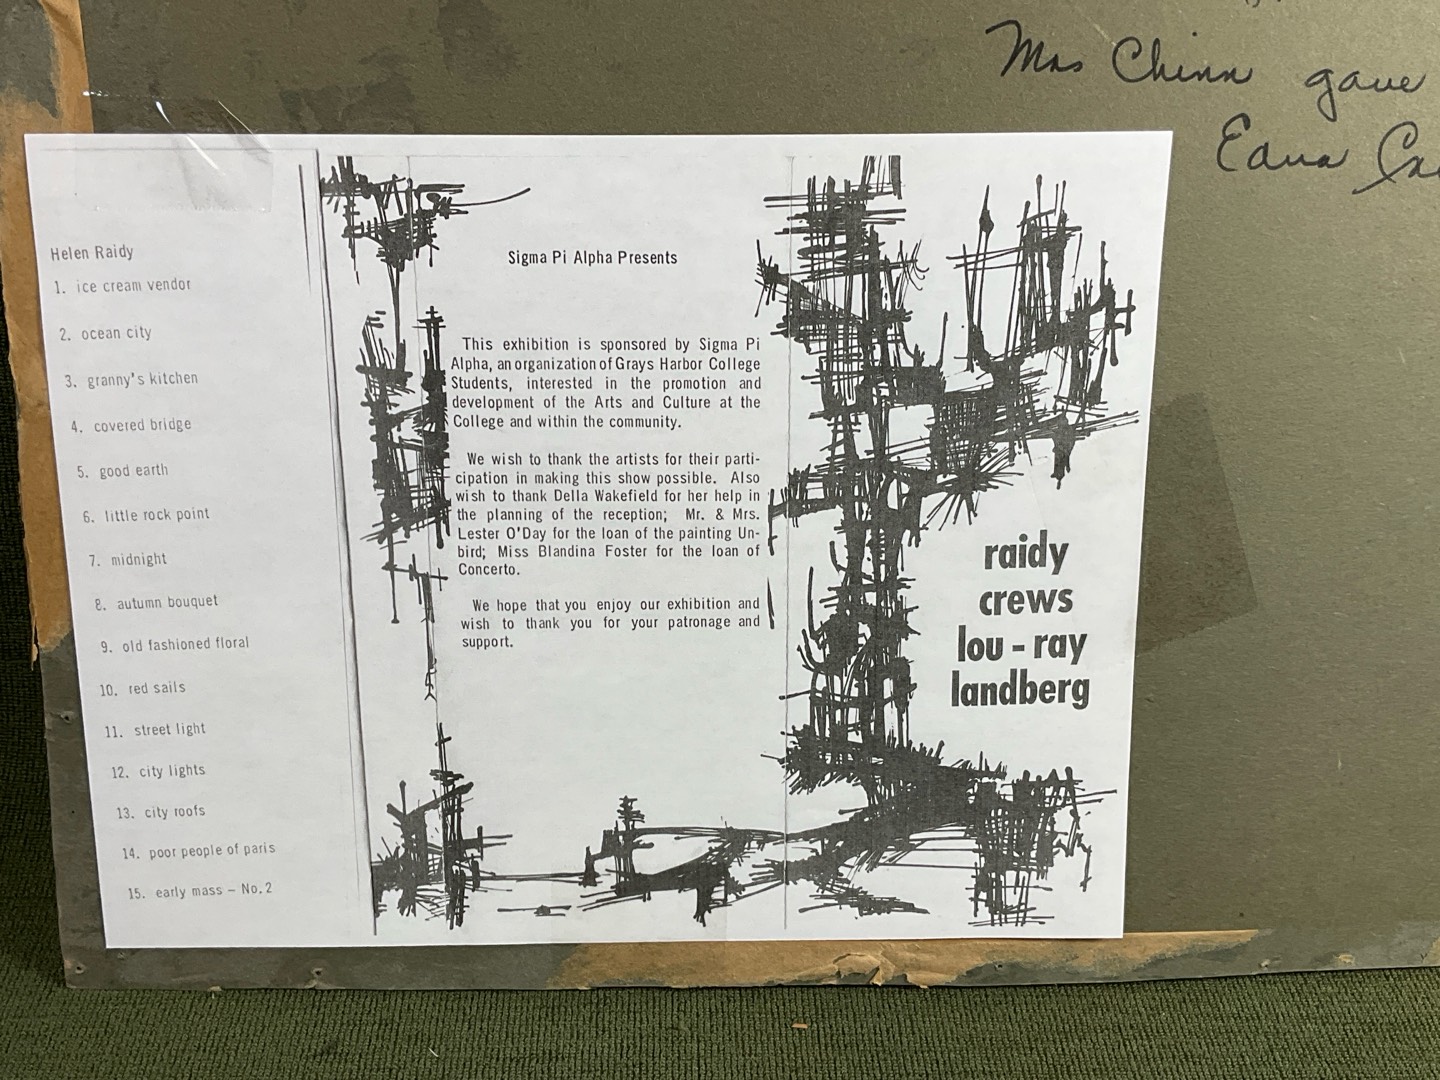 Mrs Chinn gave
Edna
Helen Raidy
1. ice cream vendor
2. ocean city
3. granny's kitchen
4. covered bridge
5. good earth
6. little rock point
7. midnight
8. autumn bouquet
9. old fashioned floral
10. red sails
11. street light
12. city lights
13. city roofs
14. poor people of paris
15. early mass – No. 2
Sigma Pi Alpha Presents
This exhibition is sponsored by Sigma Pi
Alpha, an organization of Grays Harbor College
Students, interested in the promotion and
development of the Arts and Culture at the
College and within the community.
We wish to thank the artists for their parti-
cipation in making this show possible. Also
wish to thank Della Wakefield for her help in
the planning of the reception; Mr. & Mrs.
Lester O'Day for the loan of the painting Un-
bird; Miss Blandina Foster for the loan of
Concerto.
We hope that you enjoy our exhibition and
wish to thank you for your patronage and
support.
raidy
crews
lou - ray
landberg